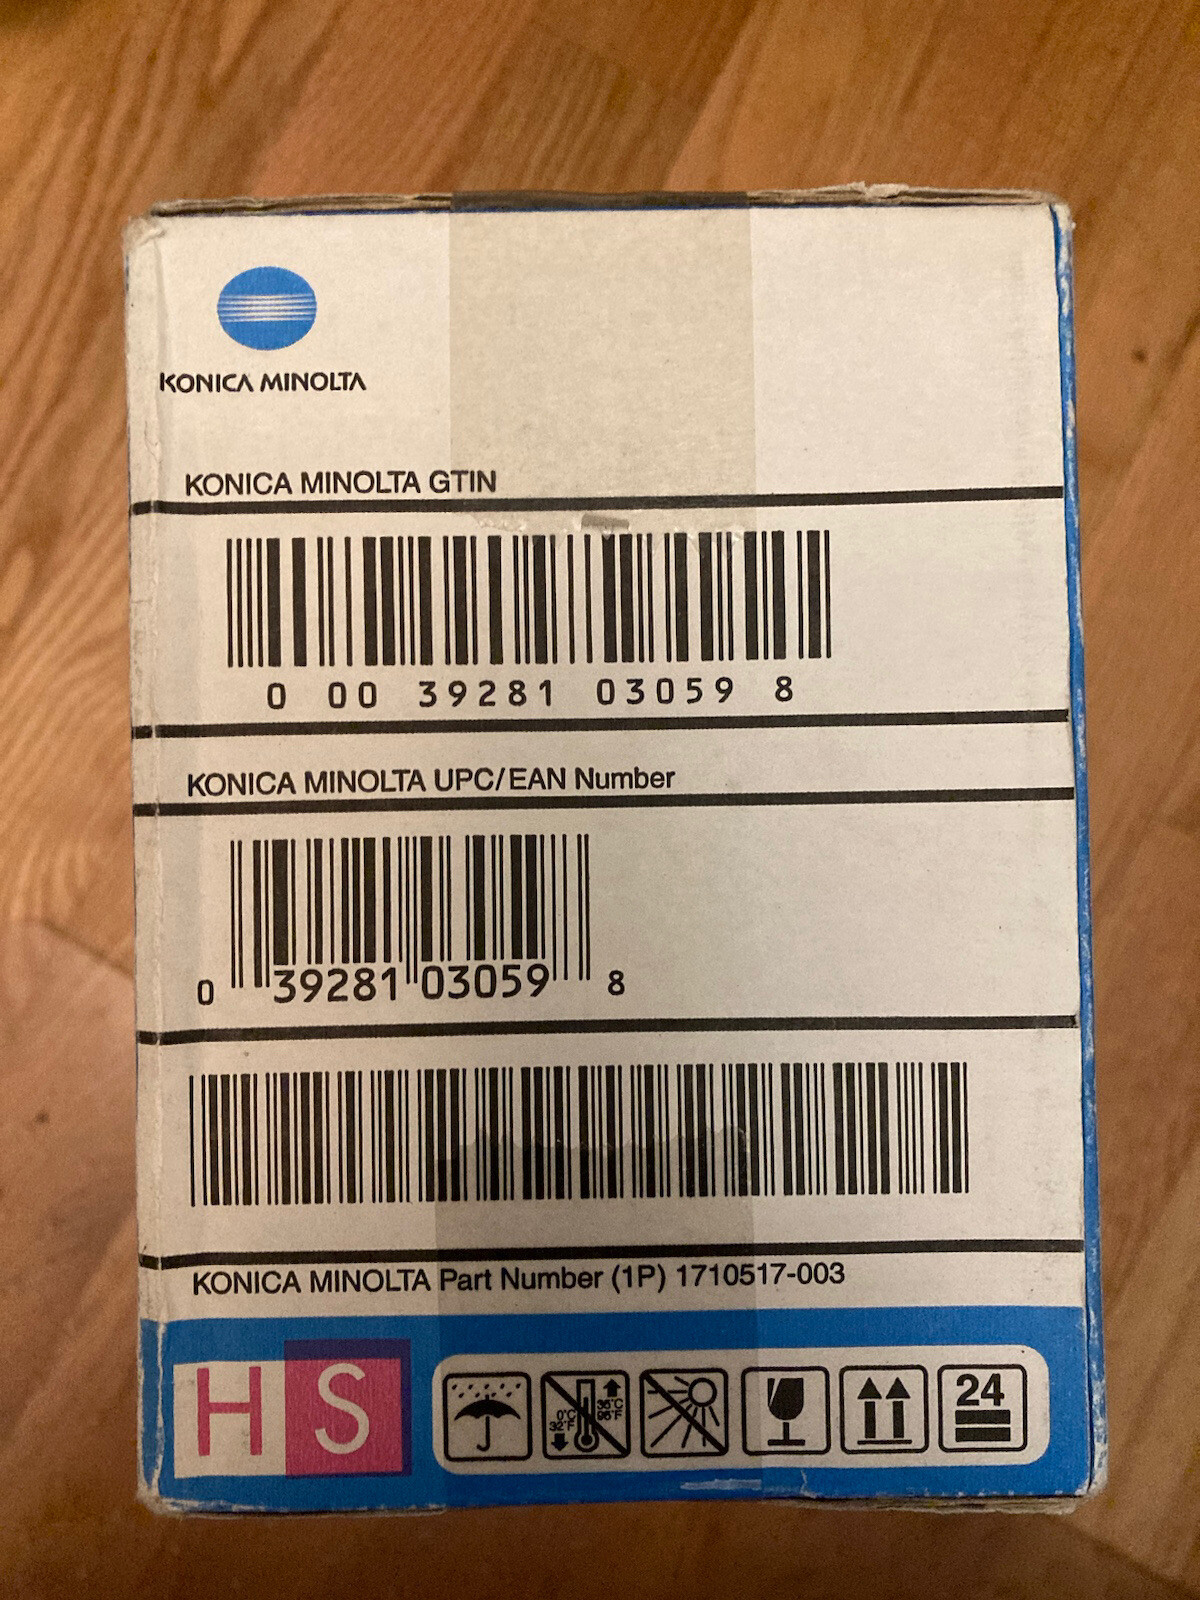 KONICA MINOLTA
KONICA MINOLTA GTIN
0 00 39281 03059 8
KONICA MINOLTA UPC/EAN Number
0 39281 03059 8
KONICA MINOLTA Part Number (1P) 1710517-003
HS
0°C
32°F
35°C
95°F
24